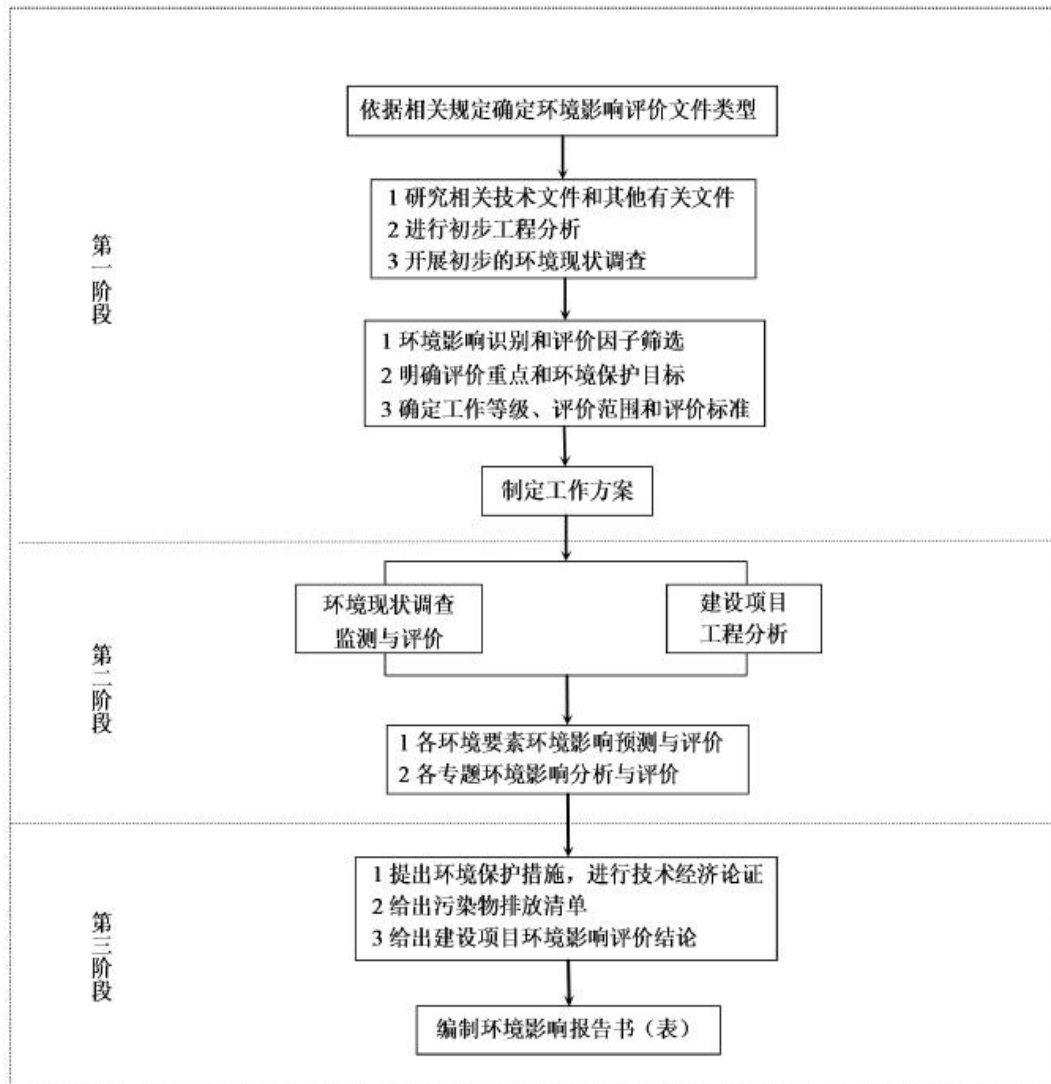 依据相关规定确定环境影响评价文件类型
1 研究相关技术文件和其他有关文件
2 进行初步工程分析
3 开展初步的环境现状调查
第一阶段
1 环境影响识别和评价因子筛选
2 明确评价重点和环境保护目标
3 确定工作等级、评价范围和评价标准
制定工作方案
环境现状调查
监测与评价
建设项目
工程分析
第二阶段
1 各环境要素环境影响预测与评价
2 各专题环境影响分析与评价
1 提出环境保护措施，进行技术经济论证
2 给出污染物排放清单
3 给出建设项目环境影响评价结论
第三阶段
编制环境影响报告书（表）